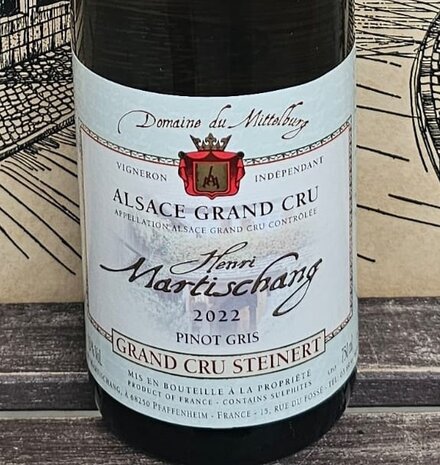 Domaine du Mittelburg
VIGNERON INDÉPENDANT
ALSACE GRAND CRU
APPELLATION ALSACE GRAND CRU CONTRÔLÉE
Henri
Martischang
2022
PINOT GRIS
GRAND CRU STEINERT
MIS EN BOUTEILLE À LA PROPRIÉTÉ
PRODUCT OF FRANCE - CONTAINS SULPHITES
À 68250 PFAFFENHEIM - FRANCE - 15, RUE DU FOSSÉ